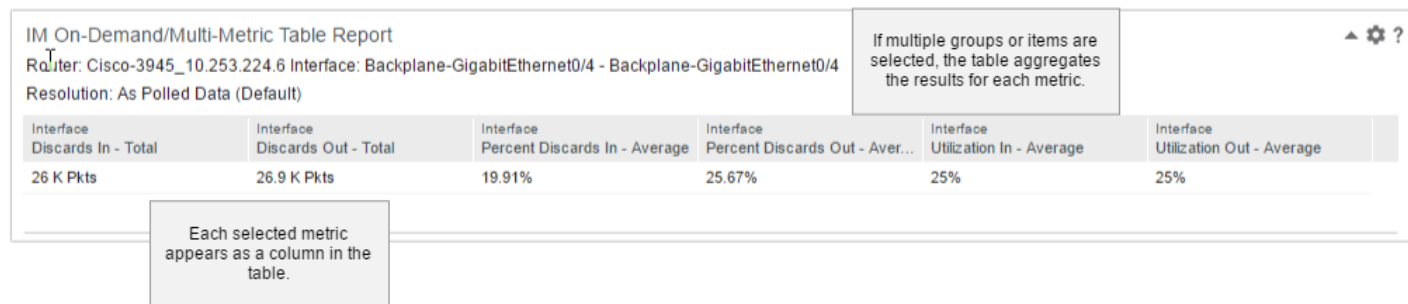 IM On-Demand/Multi-Metric Table Report
Router: Cisco-3945_10.253.224.6 Interface: Backplane-GigabitEthernet0/4 - Backplane-GigabitEthernet0/4
Resolution: As Polled Data (Default)
If multiple groups or items are
selected, the table aggregates
the results for each metric.
?
Interface Interface Interface Interface Interface Interface
Discards In - Total Discards Out - Total Percent Discards In - Average Percent Discards Out - Aver... Utilization In - Average Utilization Out - Average
26 K Pkts 26.9 K Pkts 19.91% 25.67% 25% 25%
Each selected metric
appears as a column in the
table.